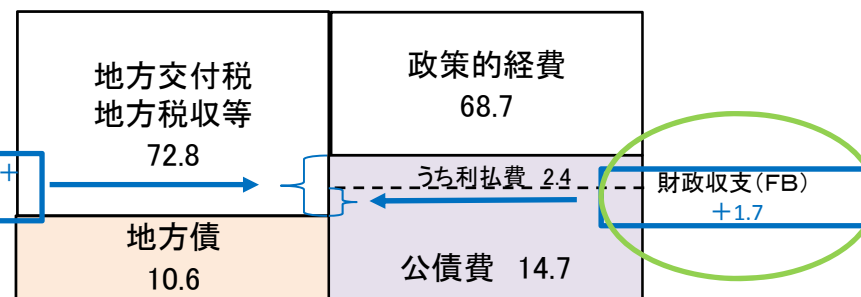 地方交付税
地方税収等
72.8
政策的経費
68.7
+
うち利払費 2.4
財政収支(FB)
+1.7
地方債
10.6
公債費 14.7